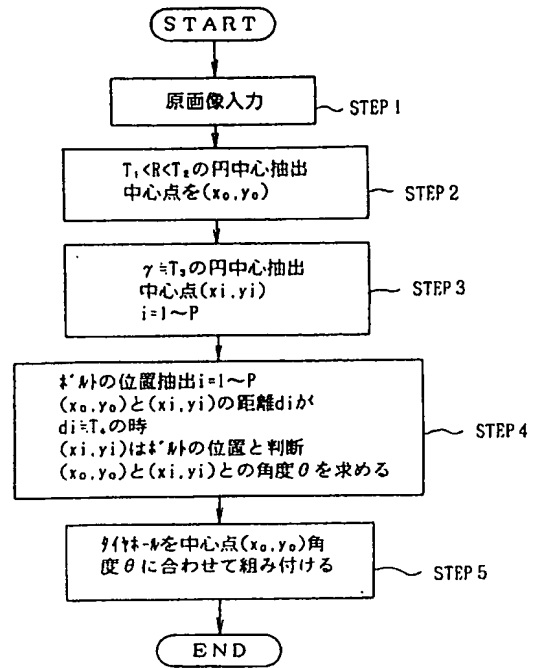 START
原画像入力
STEP 1
T₁<R<T₂の円中心抽出
中心点を(x₀,y₀)
STEP 2
γ≒T₃の円中心抽出
中心点(xi,yi)
i=1~P
STEP 3
ボルトの位置抽出i=1~P
(x₀,y₀)と(xi,yi)の距離diが
di≒T₄の時
(xi,yi)はボルトの位置と判断
(x₀,y₀)と(xi,yi)との角度θを求める
STEP 4
タイヤホールを中心点(x₀,y₀)角
度θに合わせて組み付ける
STEP 5
END